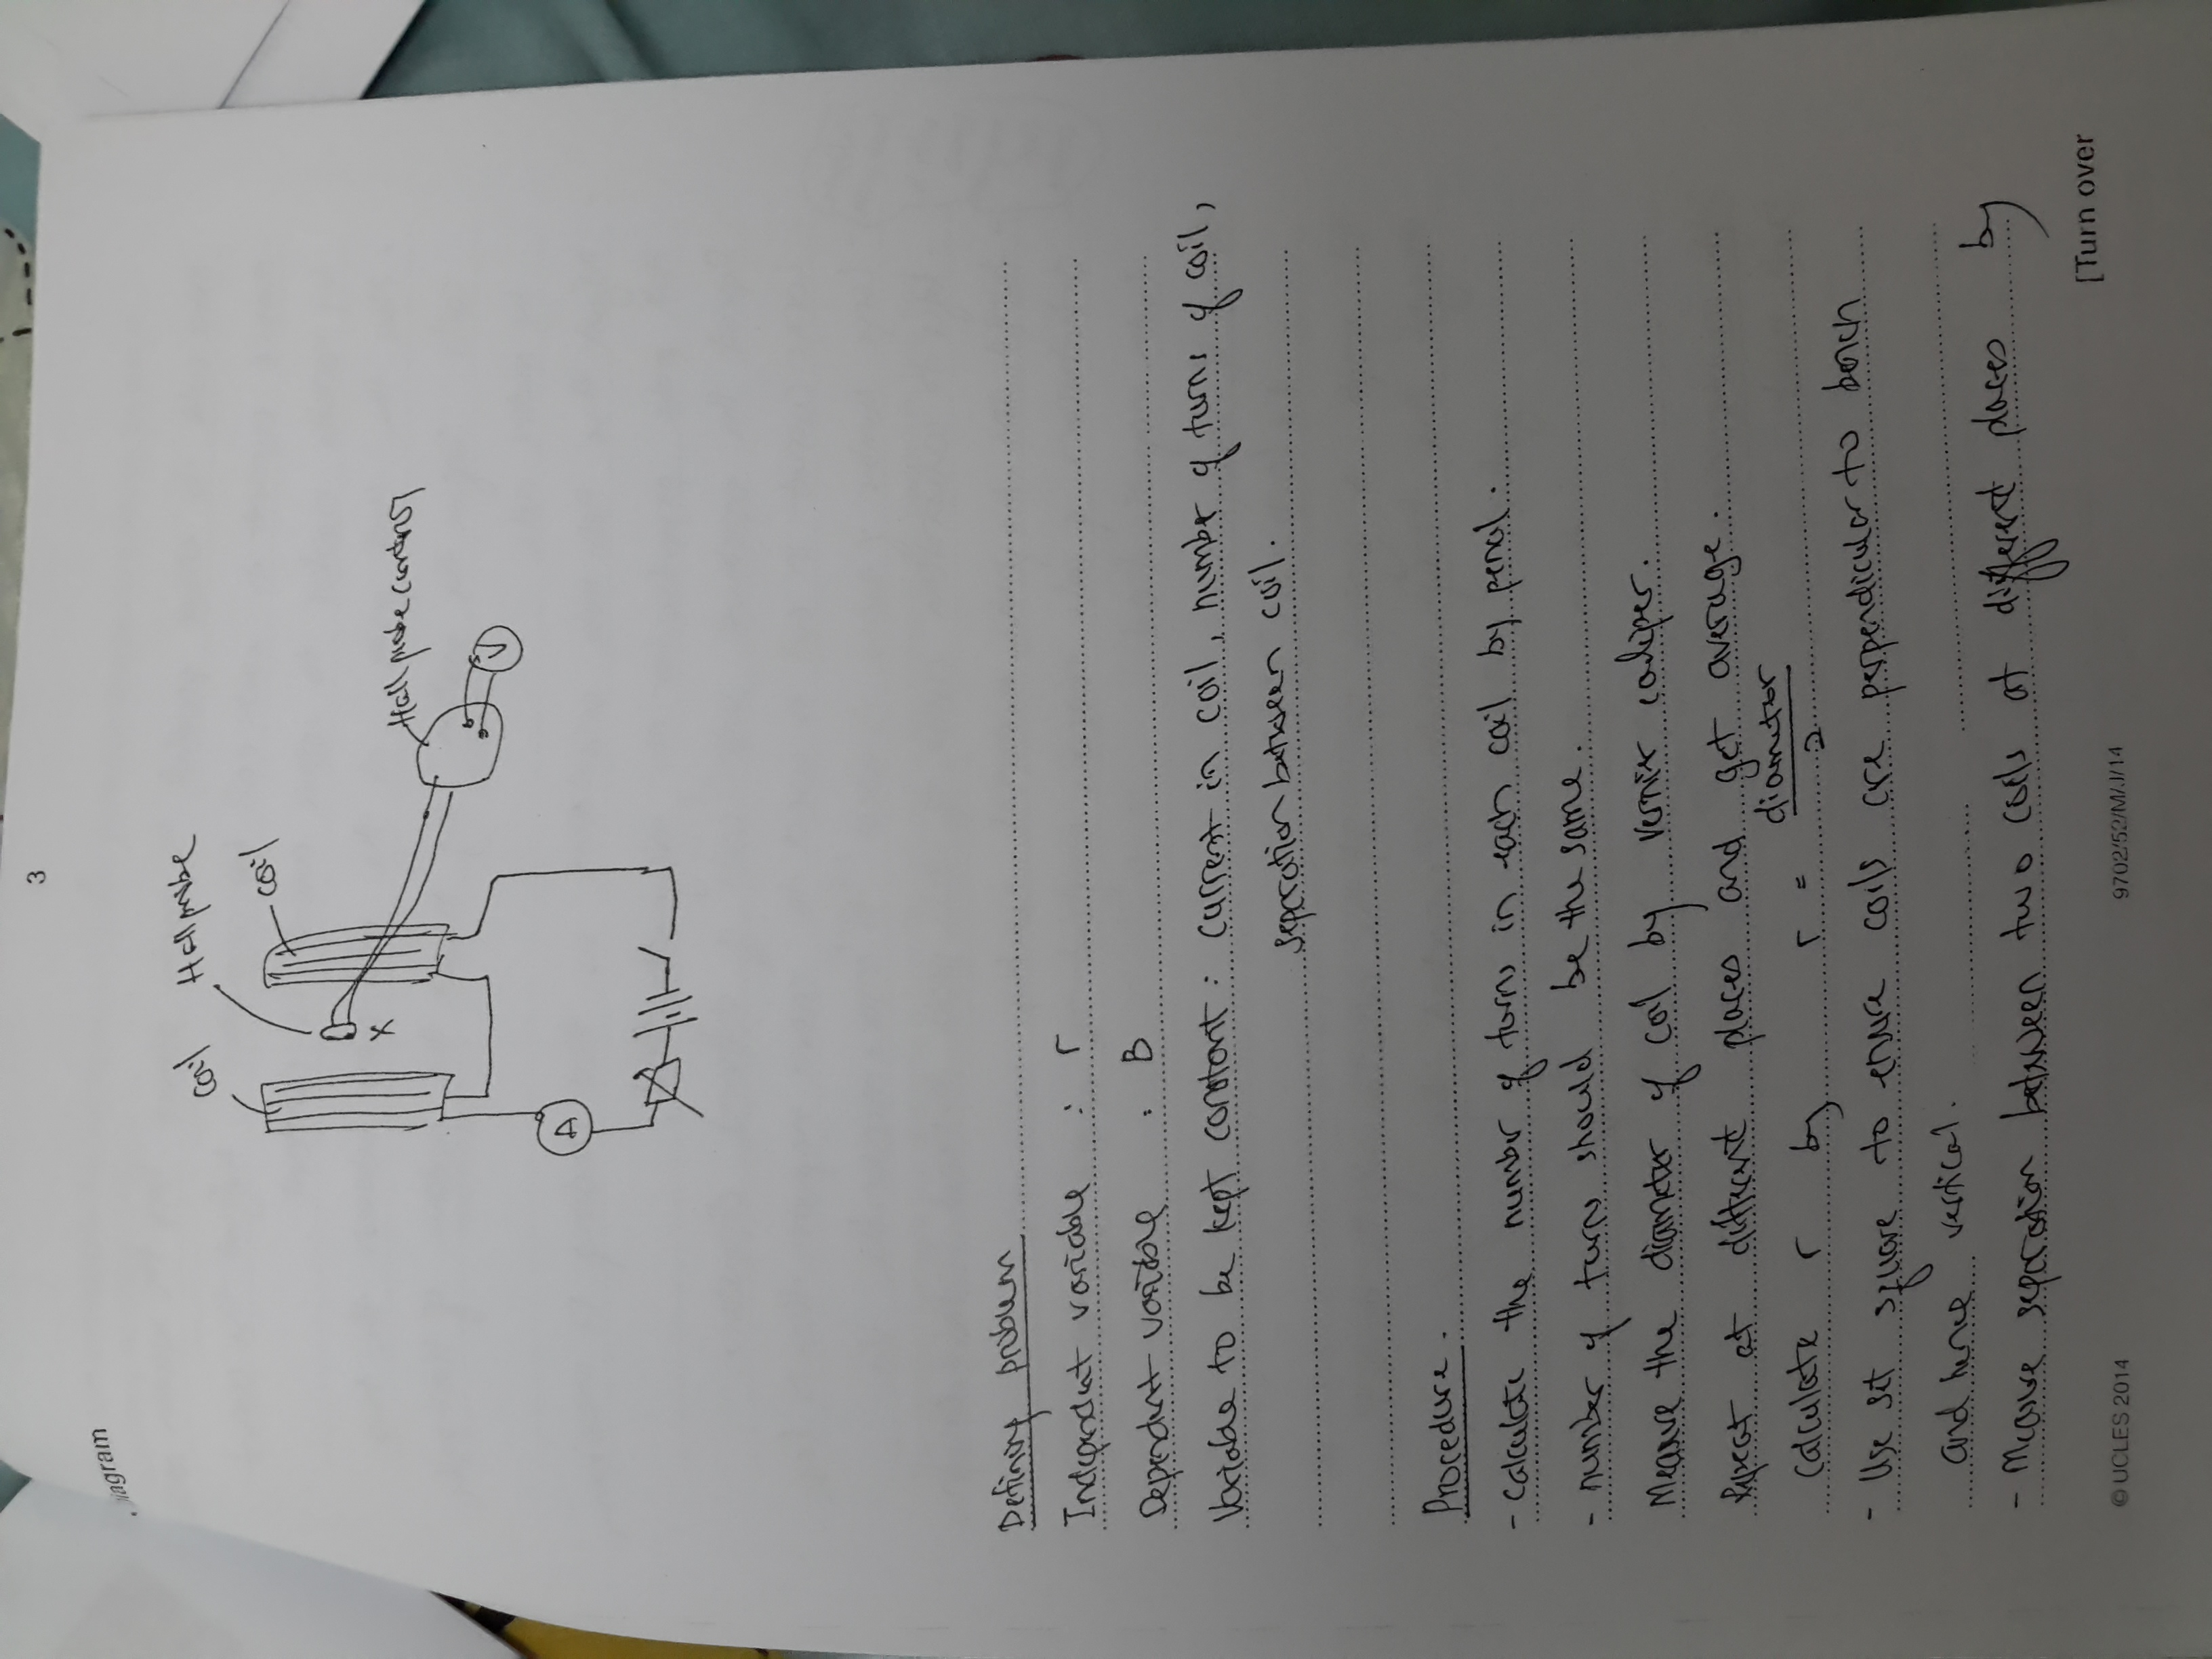 3
iagram
coil
Hall probe
coil
X
Hall probe control
V
A
Defining problem
Independent variable : r
Dependent variable : B
Variable to be kept constant : current in coil, number of turns of coil,
separation between coil.
Procedure.
- Calculate the number of turns in each coil by
- number of turns should be the same.
Measure the diameter of coil by vernier caliper.
Repeat at different places and get average.
Calculate r by r = diameter
2
- Use set square to ensure coils are perpendicular to bench
and hence vertical.
- Measure separation between two coils at different places by
[Turn over
© UCLES 2014
9702/52/M/J/14